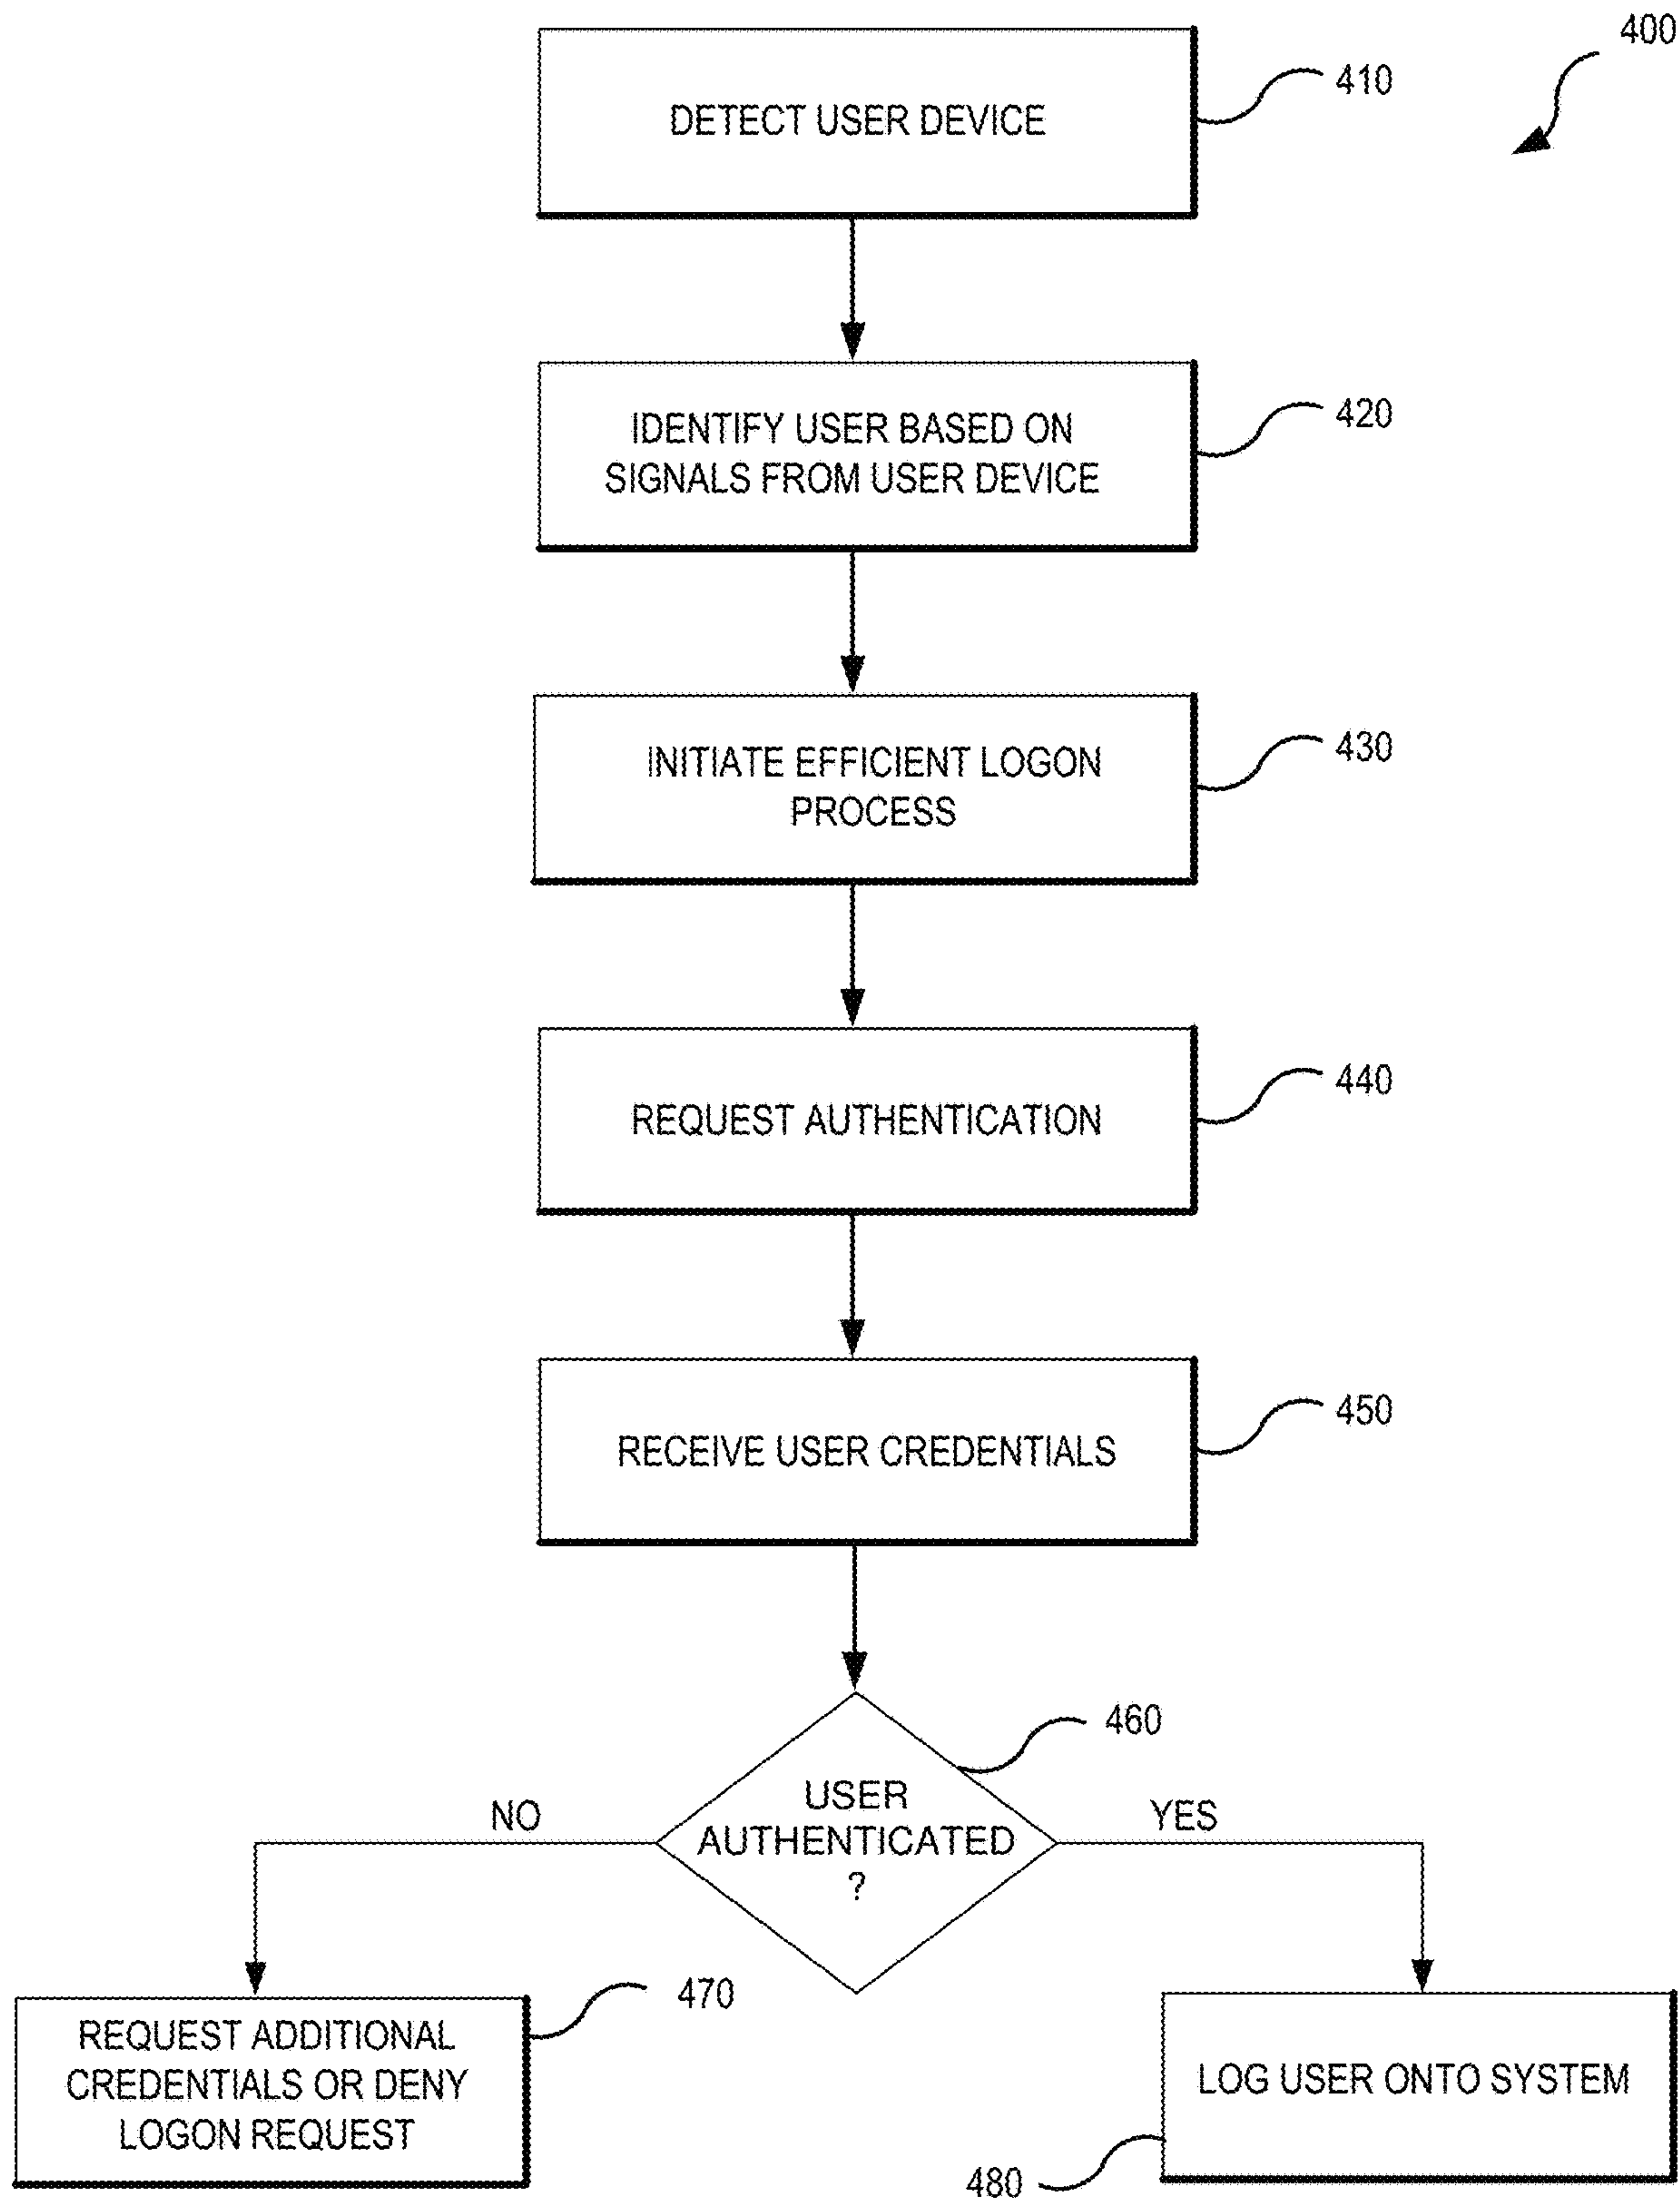 400
DETECT USER DEVICE
410
IDENTIFY USER BASED ON
SIGNALS FROM USER DEVICE
420
INITIATE EFFICIENT LOGON
PROCESS
430
REQUEST AUTHENTICATION
440
RECEIVE USER CREDENTIALS
450
460
USER
AUTHENTICATED
?
NO
YES
470
REQUEST ADDITIONAL
CREDENTIALS OR DENY
LOGON REQUEST
LOG USER ONTO SYSTEM
480